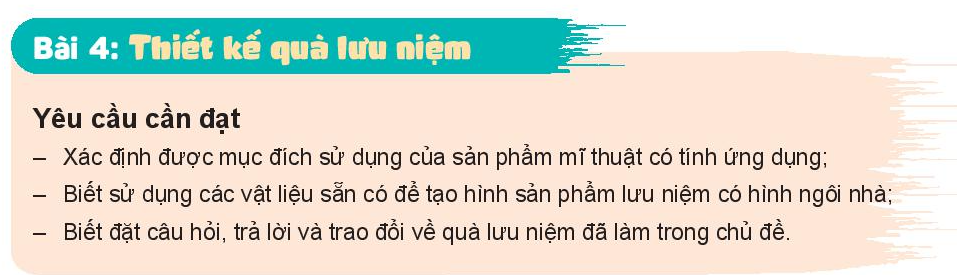 Bài 4: Thiết kế quà lưu niệm
Yêu cầu cần đạt
– Xác định được mục đích sử dụng của sản phẩm mĩ thuật có tính ứng dụng;
– Biết sử dụng các vật liệu sẵn có để tạo hình sản phẩm lưu niệm có hình ngôi nhà;
– Biết đặt câu hỏi, trả lời và trao đổi về quà lưu niệm đã làm trong chủ đề.